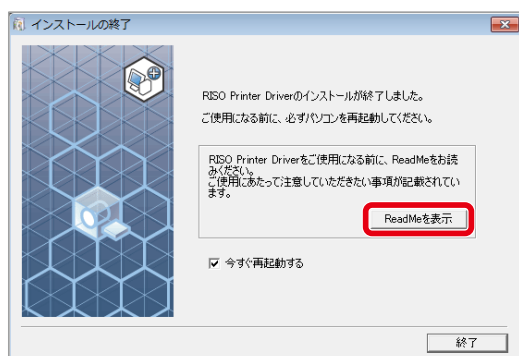 インストールの終了
RISO Printer Driverのインストールが終了しました。
ご使用になる前に、必ずパソコンを再起動してください。
RISO Printer Driverをご使用になる前に、ReadMeをお読
みください。
ご使用にあたって注意していただきたい事項が記載されてい
ます。
ReadMeを表示
今すぐ再起動する
終了